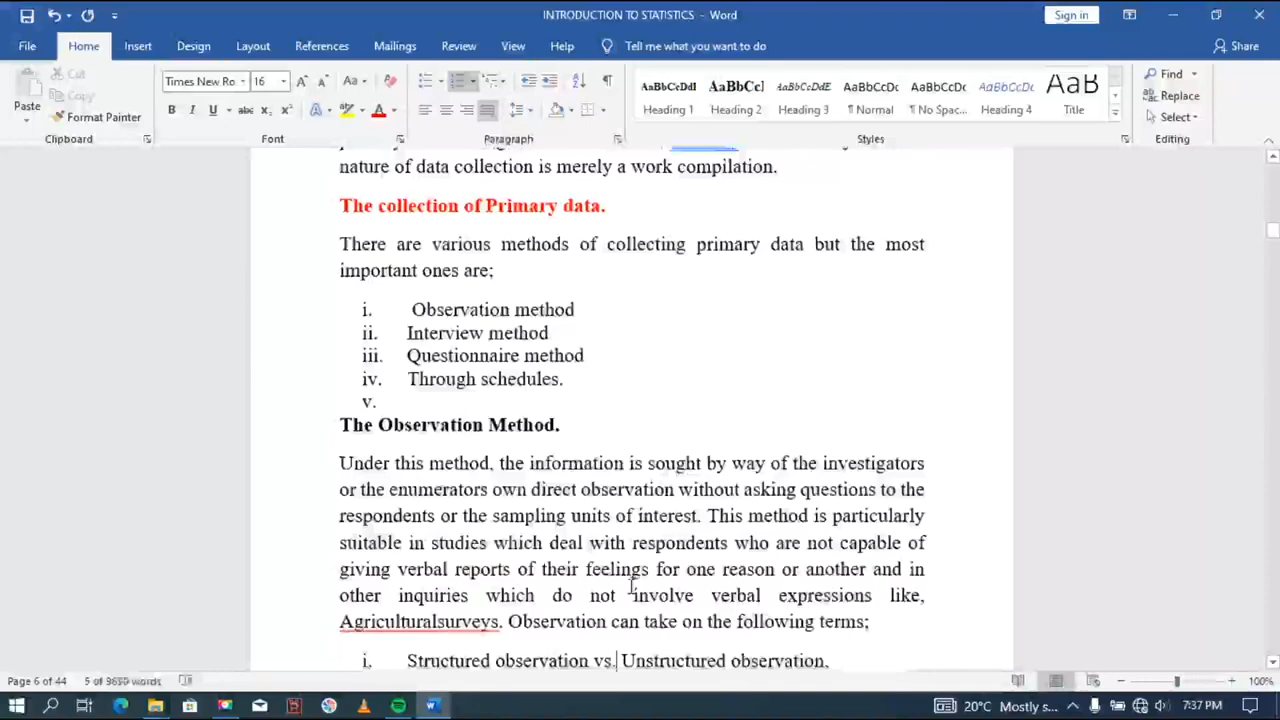 INTRODUCTION TO STATISTICS - Word
Sign in
File Home Insert Design Layout References Mailings Review View Help Tell me what you want to do Share
Paste
Cut
Copy
Format Painter
Clipboard
Times New Ro 16
Font
Paragraph
AaBbCcDdI AaBbCcI AaBbCcDdE AaBbCcDc AaBbCcDc AaBbCcDc AaB
Heading 1 Heading 2 Heading 3 ¶ Normal ¶ No Spac... Heading 4 Title
Styles
Find
Replace
Select
Editing
nature of data collection is merely a work compilation.
The collection of Primary data.
There are various methods of collecting primary data but the most
important ones are;
i. Observation method
ii. Interview method
iii. Questionnaire method
iv. Through schedules.
v.
The Observation Method.
Under this method, the information is sought by way of the investigators
or the enumerators own direct observation without asking questions to the
respondents or the sampling units of interest. This method is particularly
suitable in studies which deal with respondents who are not capable of
giving verbal reports of their feelings for one reason or another and in
other inquiries which do not involve verbal expressions like,
Agriculturalsurveys. Observation can take on the following terms;
i. Structured observation vs. Unstructured observation,
Page 6 of 44 words 100%
20°C Mostly s... 7:37 PM